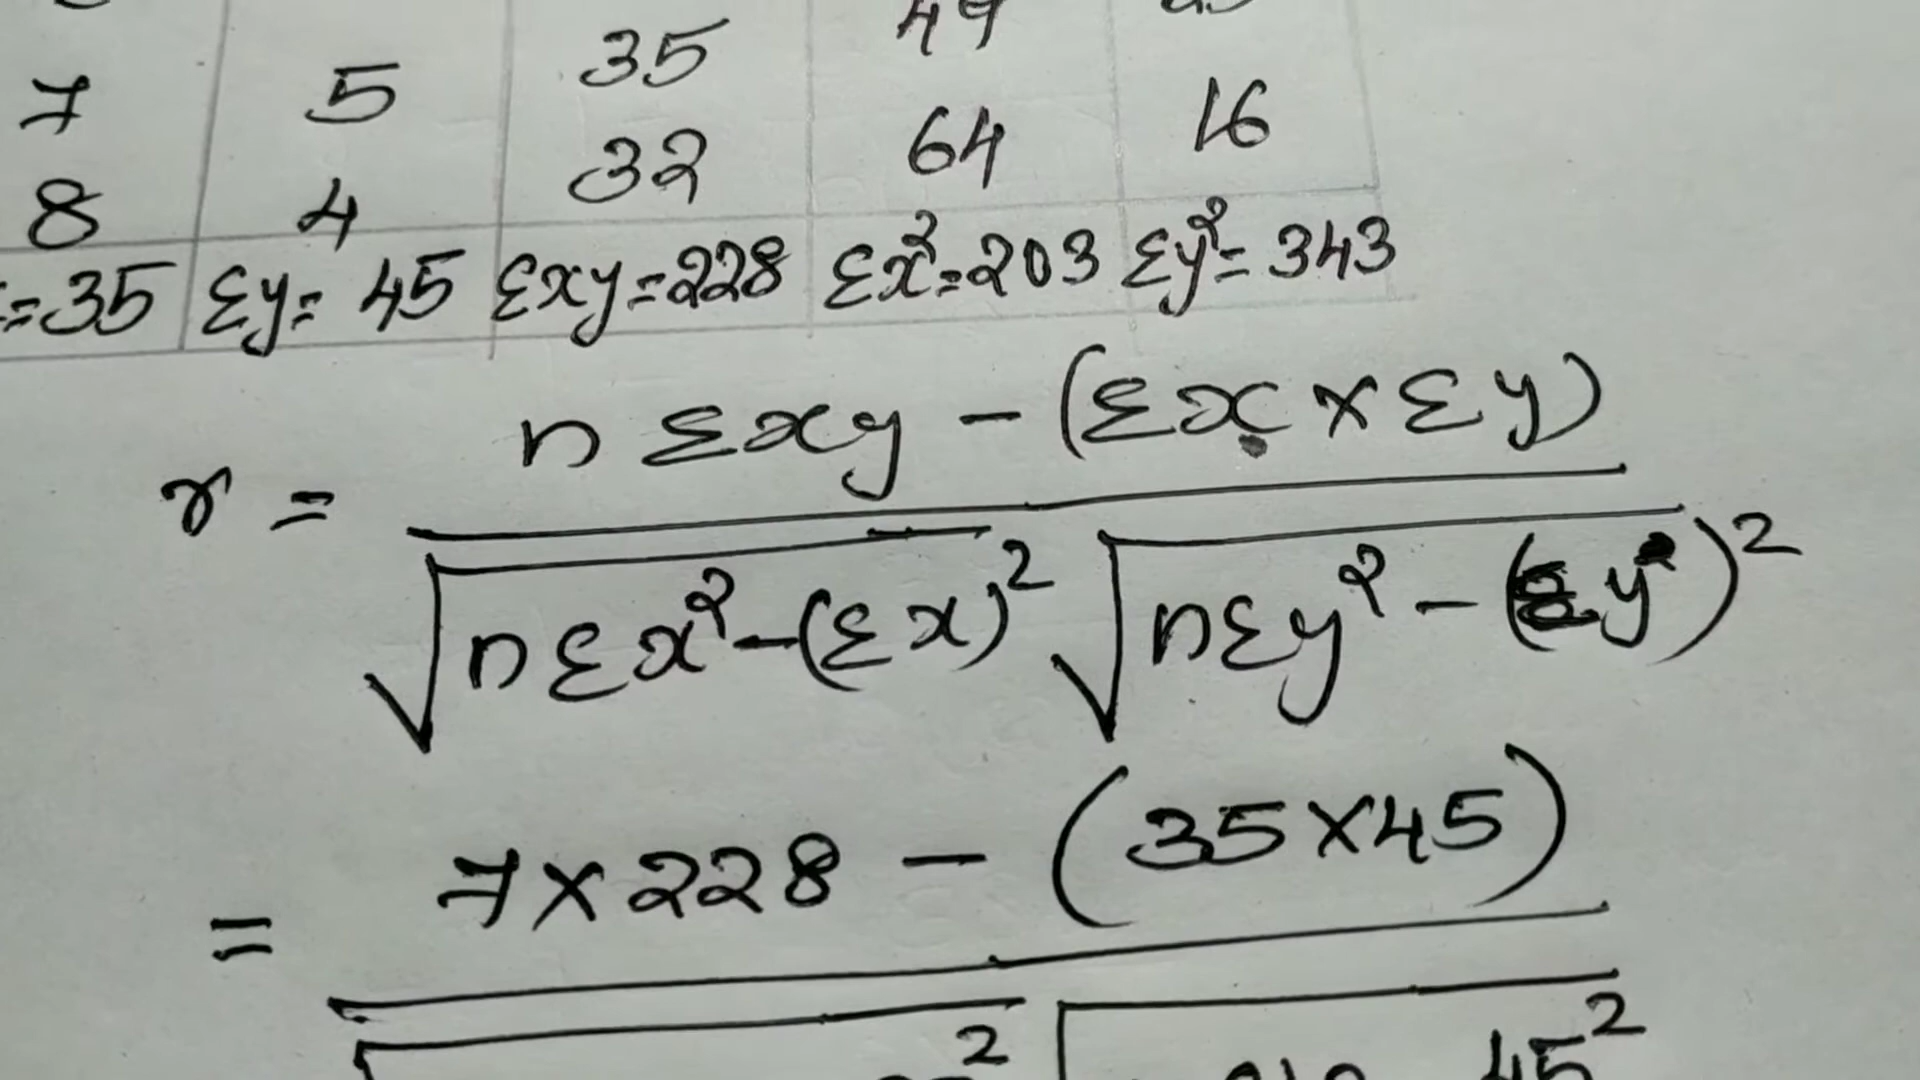 35 49
7 5 32 64 16
8 4
=35 Σy= 45 Σxy=228 Σx²=203 Σy²= 343
n Σxy - (Σx × Σy)
r =
√nΣx²-(Σx)² √nΣy² - (Σy)²
7×228 - (35×45)
=
2 45²